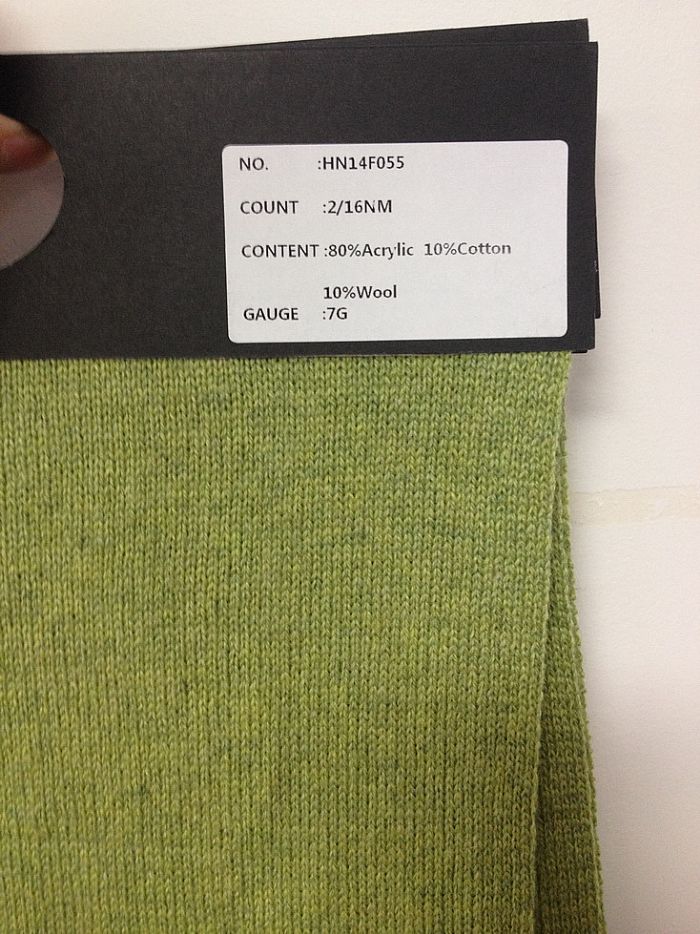 NO. :HN14F055
COUNT :2/16NM
CONTENT :80%Acrylic 10%Cotton
10%Wool
GAUGE :7G